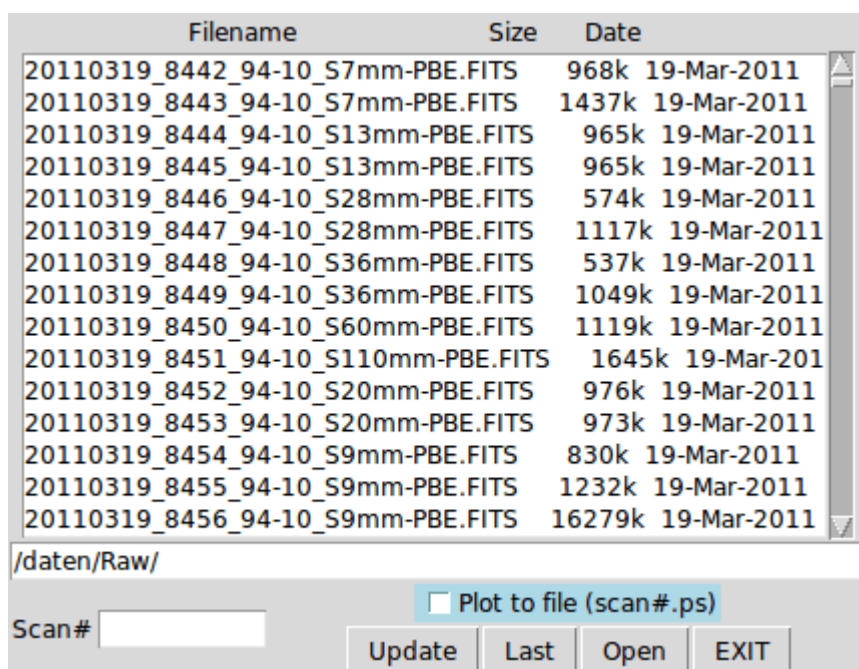 Filename Size Date
20110319_8442_94-10_S7mm-PBE.FITS 968k 19-Mar-2011
20110319_8443_94-10_S7mm-PBE.FITS 1437k 19-Mar-2011
20110319_8444_94-10_S13mm-PBE.FITS 965k 19-Mar-2011
20110319_8445_94-10_S13mm-PBE.FITS 965k 19-Mar-2011
20110319_8446_94-10_S28mm-PBE.FITS 574k 19-Mar-2011
20110319_8447_94-10_S28mm-PBE.FITS 1117k 19-Mar-2011
20110319_8448_94-10_S36mm-PBE.FITS 537k 19-Mar-2011
20110319_8449_94-10_S36mm-PBE.FITS 1049k 19-Mar-2011
20110319_8450_94-10_S60mm-PBE.FITS 1119k 19-Mar-2011
20110319_8451_94-10_S110mm-PBE.FITS 1645k 19-Mar-201
20110319_8452_94-10_S20mm-PBE.FITS 976k 19-Mar-2011
20110319_8453_94-10_S20mm-PBE.FITS 973k 19-Mar-2011
20110319_8454_94-10_S9mm-PBE.FITS 830k 19-Mar-2011
20110319_8455_94-10_S9mm-PBE.FITS 1232k 19-Mar-2011
20110319_8456_94-10_S9mm-PBE.FITS 16279k 19-Mar-2011
/daten/Raw/
Plot to file (scan#.ps)
Scan#
Update Last Open EXIT